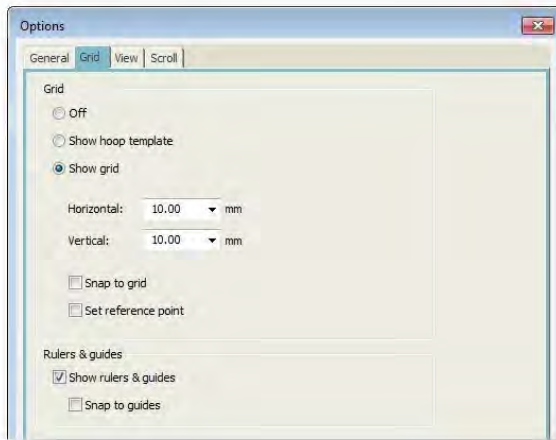 Options
General Grid View Scroll
Grid
Off
Show hoop template
Show grid
Horizontal: 10.00 mm
Vertical: 10.00 mm
Snap to grid
Set reference point
Rulers & guides
Show rulers & guides
Snap to guides